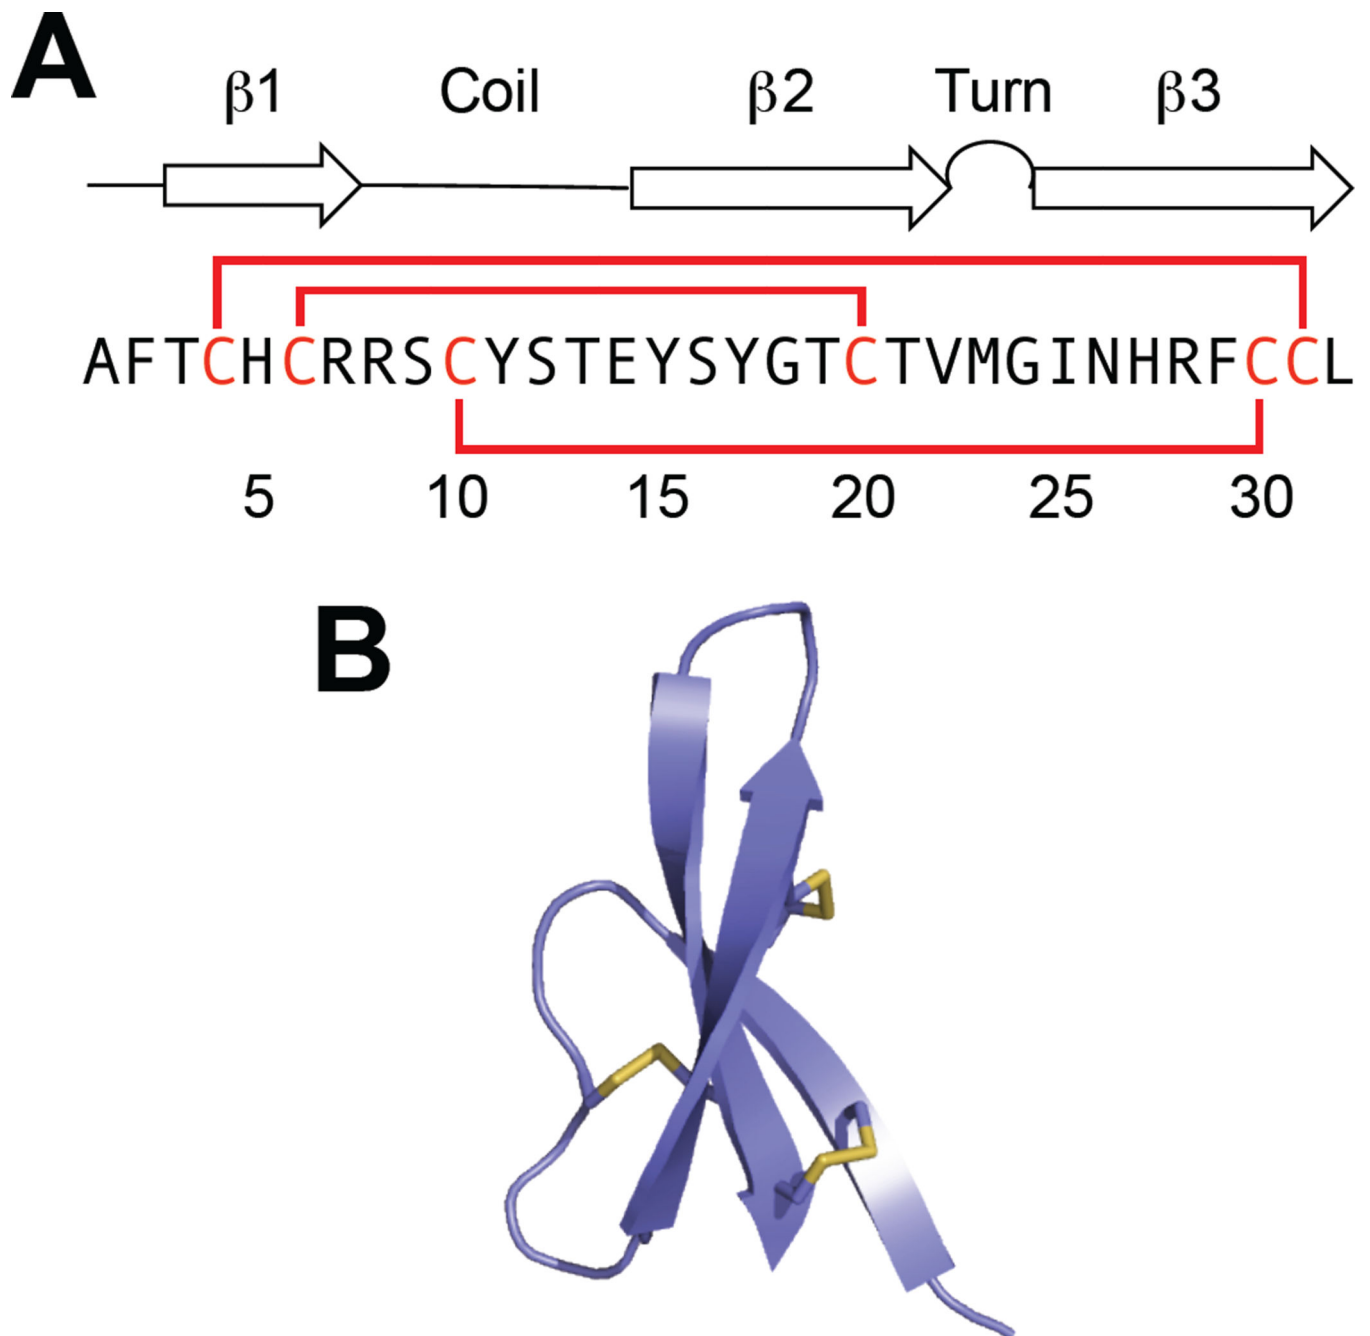 A
β1 Coil β2 Turn β3
AFTCHCRRSCYSTEYSYGTCTVMGINHRFCCL
5 10 15 20 25 30
B